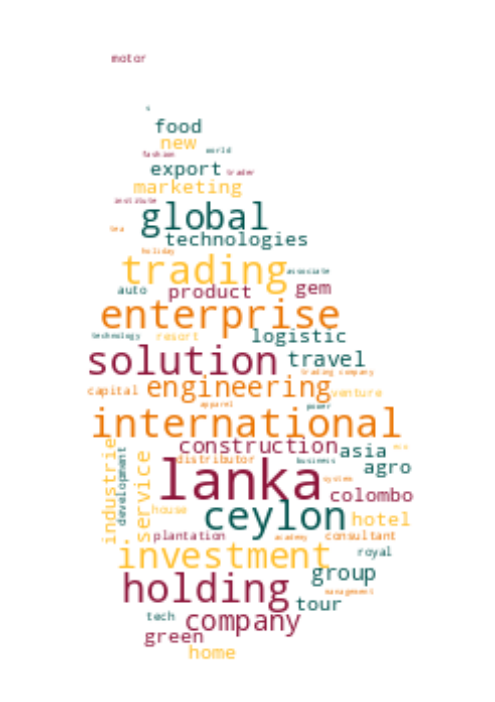 motor
s
food
new
world
fashion
export trader
marketing
institute
global
tea
technologies
holiday
trading associate
auto product gem
enterprise
technology resort logistic
solution travel
trading company
capital engineering venture
apparel power
international
construction asia
industrie development service distributor business agro
lanka system
colombo
house ceylon hotel
plantation academy consultant
investment royal
group
holding management
tour
tech company
green
home